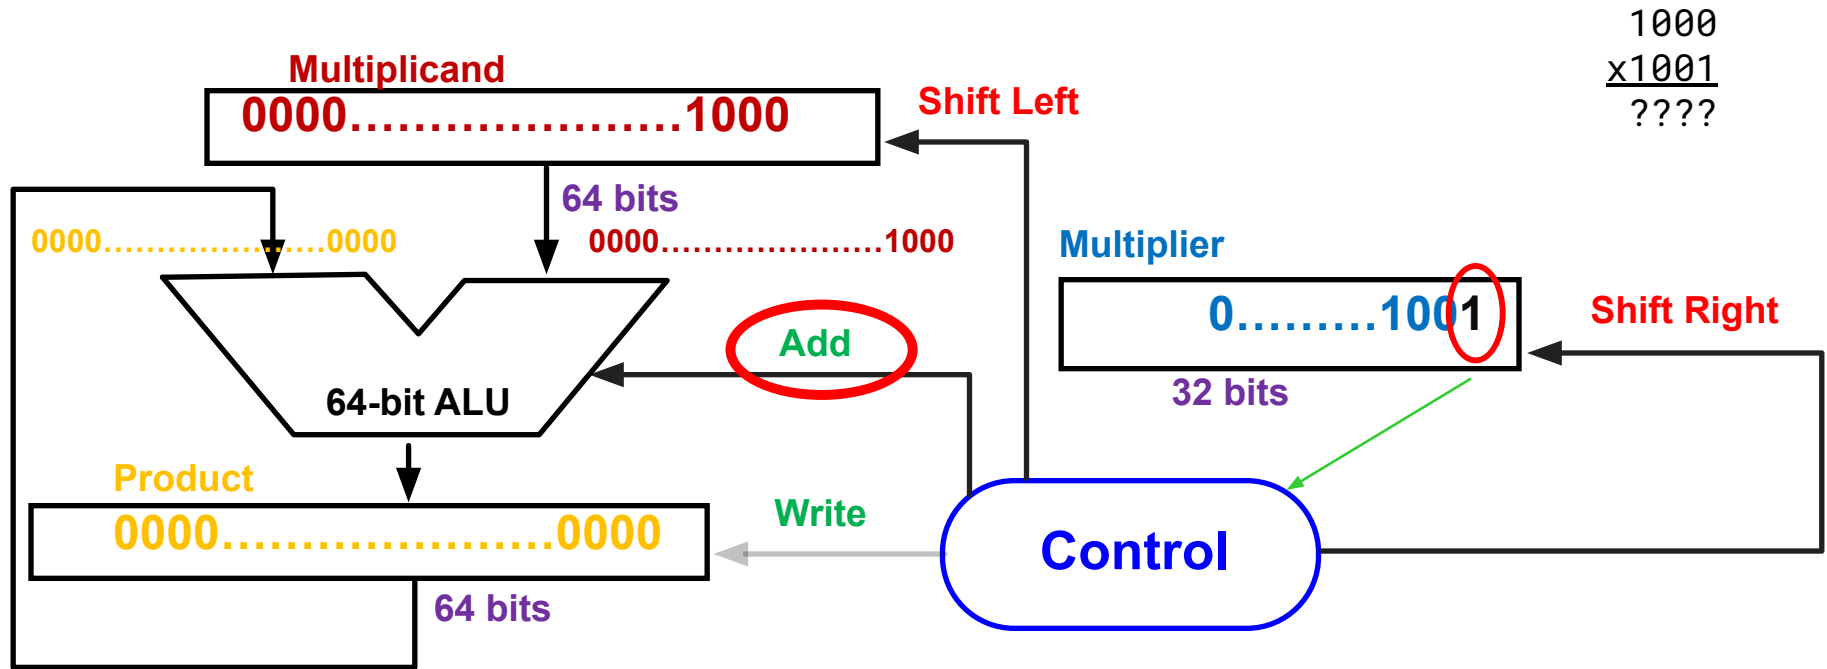 1000
x1001
????
Multiplicand
0000.....................1000
Shift Left
64 bits
0000.....................0000
0000.....................1000
Multiplier
0.........1001
Shift Right
32 bits
Add
64-bit ALU
Product
0000.....................0000
Write
Control
64 bits